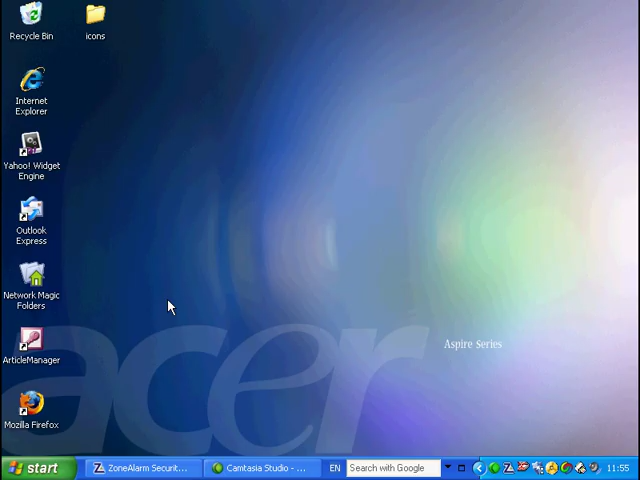 Recycle Bin
icons
Internet
Explorer
Yahoo! Widget
Engine
Outlook
Express
Network Magic
Folders
ArticleManager
Mozilla Firefox
acer
Aspire Series
start
ZoneAlarm Securit...
Camtasia Studio - ...
EN
Search with Google
11:55